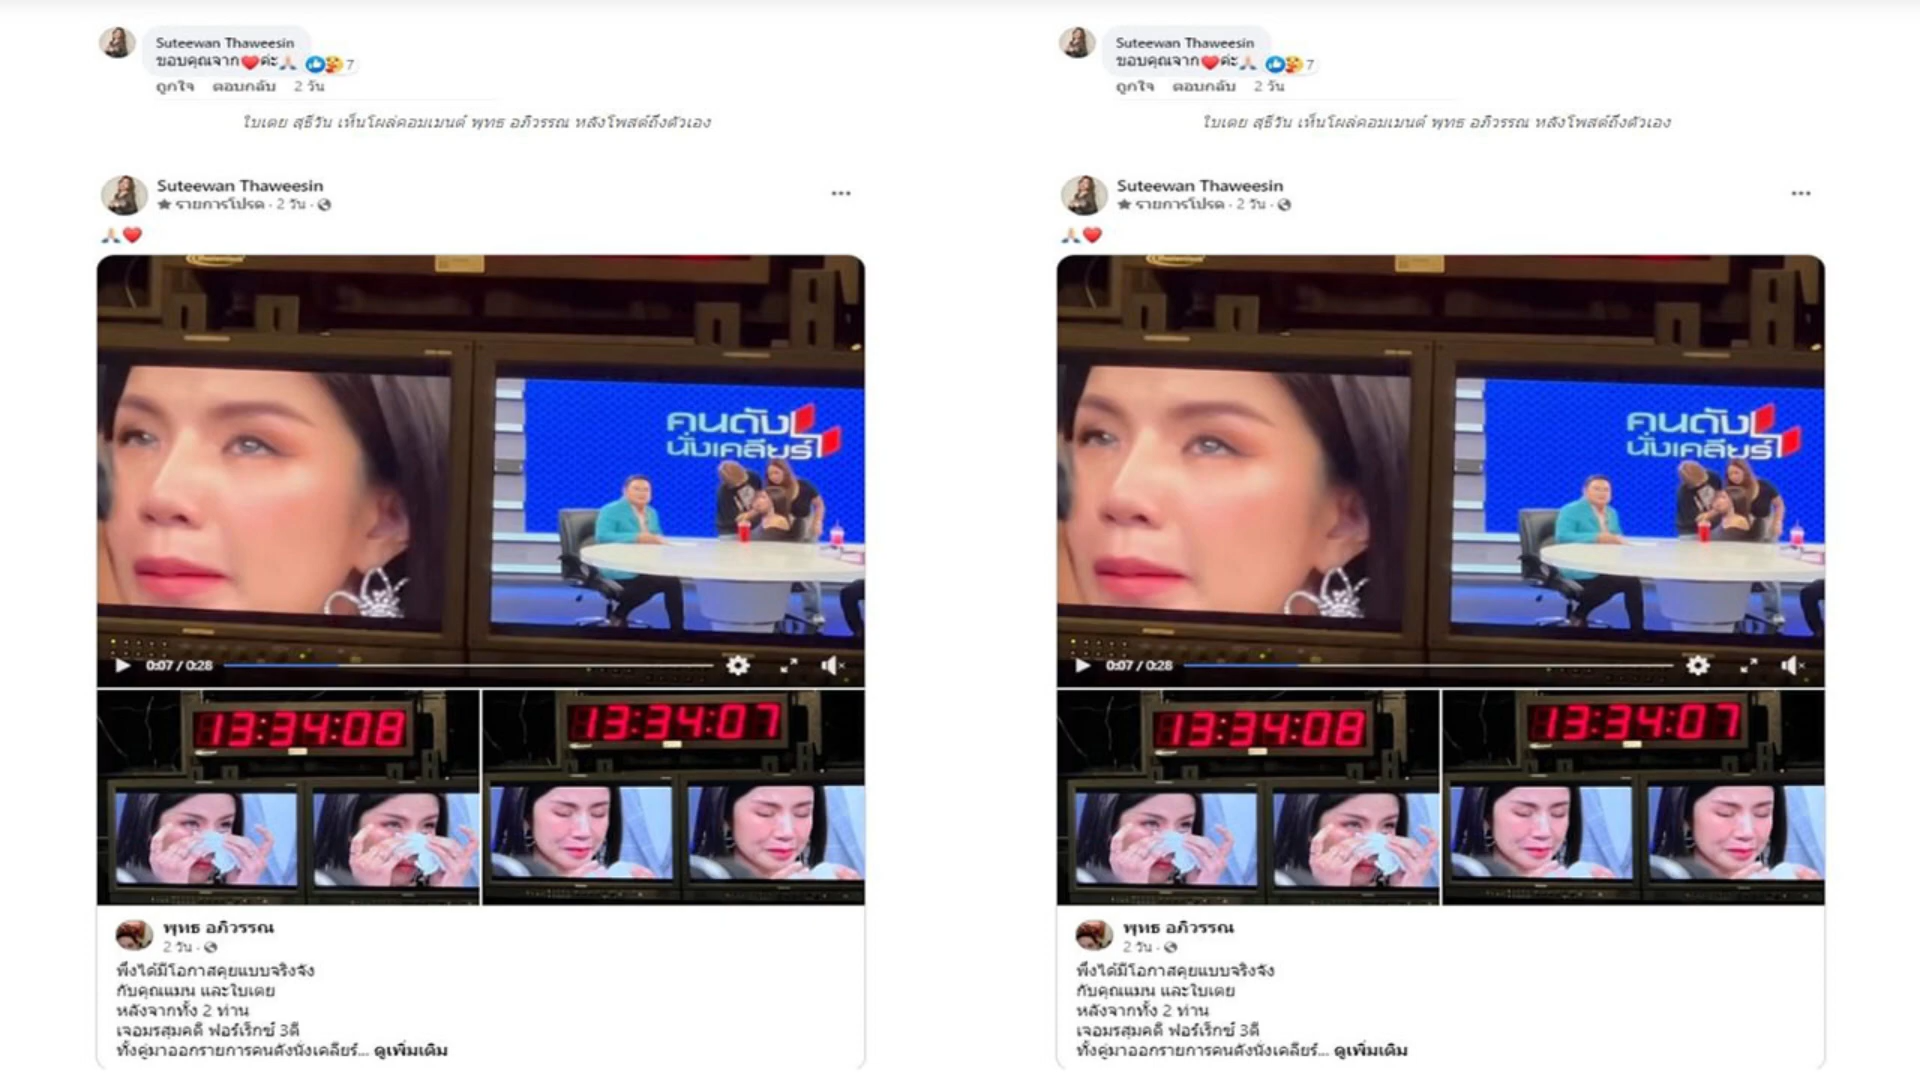 Suteewan Thaweesin
ขอบคุณจาก❤️ค่ะ🙏🏻 7
ถูกใจ ตอบกลับ 2 วัน
ใบเตย สุธีวัน เห็นโผล่คอมเมนต์ พุทธ อภิวรรณ หลังโพสต์ถึงตัวเอง
Suteewan Thaweesin
★ รายการโปรด · 2 วัน ·
🙏🏻❤️
คนดัง
นั่งเคลียร์
0:07 / 0:28
13:34:08
13:34:07
พุทธ อภิวรรณ
2 วัน ·
พึ่งได้มีโอกาสคุยแบบจริงจัง
กับคุณแมน และใบเตย
หลังจากทั้ง 2 ท่าน
เจอมรสุมคดี ฟอร์เร็กซ์ 3ดี
ทั้งคู่มาออกรายการคนดังนั่งเคลียร์... ดูเพิ่มเติม
Suteewan Thaweesin
ขอบคุณจาก❤️ค่ะ🙏🏻 7
ถูกใจ ตอบกลับ 2 วัน
ใบเตย สุธีวัน เห็นโผล่คอมเมนต์ พุทธ อภิวรรณ หลังโพสต์ถึงตัวเอง
Suteewan Thaweesin
★ รายการโปรด · 2 วัน ·
🙏🏻❤️
คนดัง
นั่งเคลียร์
0:07 / 0:28
13:34:08
13:34:07
พุทธ อภิวรรณ
2 วัน ·
พึ่งได้มีโอกาสคุยแบบจริงจัง
กับคุณแมน และใบเตย
หลังจากทั้ง 2 ท่าน
เจอมรสุมคดี ฟอร์เร็กซ์ 3ดี
ทั้งคู่มาออกรายการคนดังนั่งเคลียร์... ดูเพิ่มเติม